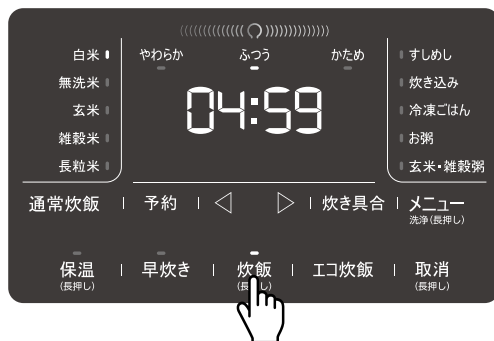 白米
無洗米
玄米
雑穀米
長粒米
やわらか ふつう かため
04:59
すしめし
炊き込み
冷凍ごはん
お粥
玄米・雑穀粥
通常炊飯 予約 炊き具合 メニュー
洗浄(長押し)
保温 早炊き 炊飯 エコ炊飯 取消
(長押し) (長押し)